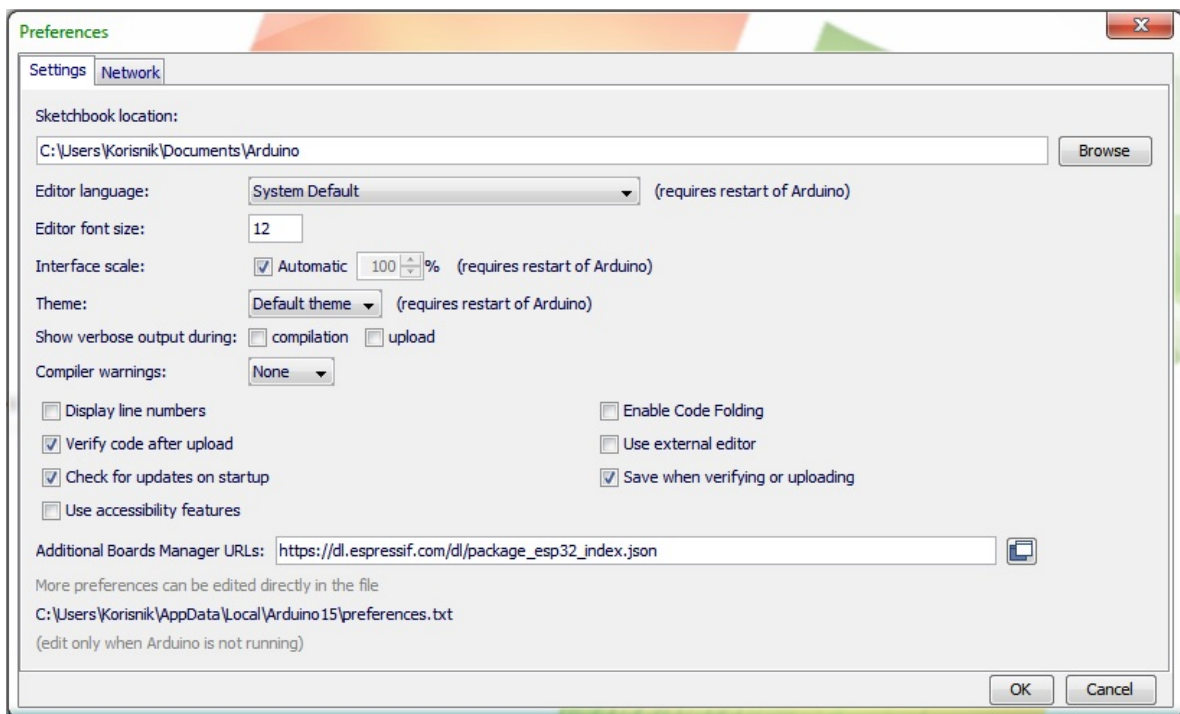 Preferences
Settings Network
Sketchbook location:
C:\Users\Korisnik\Documents\Arduino Browse
Editor language: System Default (requires restart of Arduino)
Editor font size: 12
Interface scale: Automatic 100 % (requires restart of Arduino)
Theme: Default theme (requires restart of Arduino)
Show verbose output during: compilation upload
Compiler warnings: None
Display line numbers Enable Code Folding
Verify code after upload Use external editor
Check for updates on startup Save when verifying or uploading
Use accessibility features
Additional Boards Manager URLs: https://dl.espressif.com/dl/package_esp32_index.json
More preferences can be edited directly in the file
C:\Users\Korisnik\AppData\Local\Arduino15\preferences.txt
(edit only when Arduino is not running)
OK Cancel